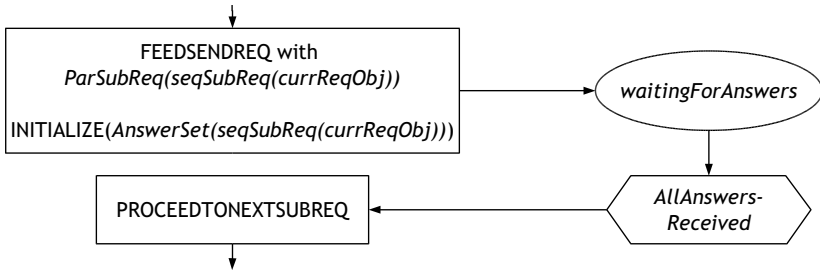 FEEDSENDREQ with
ParSubReq(seqSubReq(currReqObj))
INITIALIZE(AnswerSet(seqSubReq(currReqObj)))
waitingForAnswers
AllAnswers-
Received
PROCEEDTONEXTSUBREQ